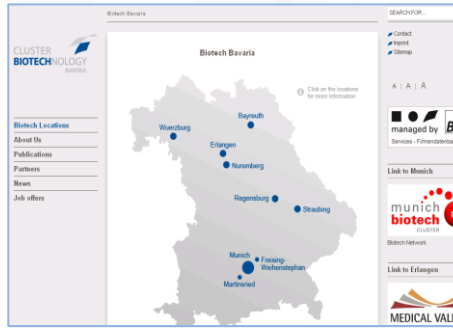 Biotech Bavaria
SEARCH FOR...
Contact
Imprint
Sitemap
CLUSTER
BIOTECHNOLOGY
BAVARIA
A | A | A
Biotech Bavaria
Click on the locations
for more Information
Bayreuth
Wuerzburg
Erlangen
Nuremberg
Regensburg
Straubing
Munich
Freising-
Weihenstephan
Martinsried
Biotech Locations
About Us
Publications
Partners
News
Job offers
managed by
Services - Firmendatenba
Link to Munich
munich
biotech
CLUSTER
Biotech Network
Link to Erlangen
MEDICAL VALL